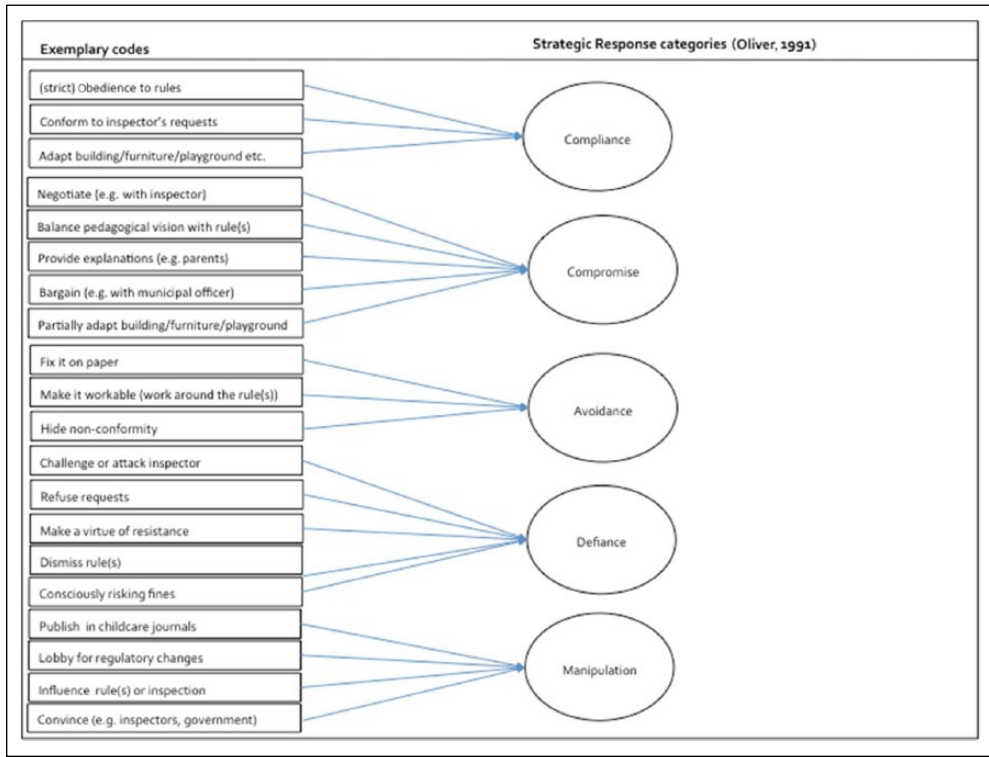 Exemplary codes
Strategic Response categories (Oliver, 1991)
(strict) Obedience to rules
Conform to inspector's requests
Adapt building/furniture/playground etc.
Compliance
Negotiate (e.g. with inspector)
Balance pedagogical vision with rule(s)
Provide explanations (e.g. parents)
Bargain (e.g. with municipal officer)
Partially adapt building/furniture/playground
Compromise
Fix it on paper
Make it workable (work around the rule(s))
Hide non-conformity
Avoidance
Challenge or attack inspector
Refuse requests
Make a virtue of resistance
Dismiss rule(s)
Consciously risking fines
Defiance
Publish in childcare journals
Lobby for regulatory changes
Influence rule(s) or inspection
Convince (e.g. inspectors, government)
Manipulation